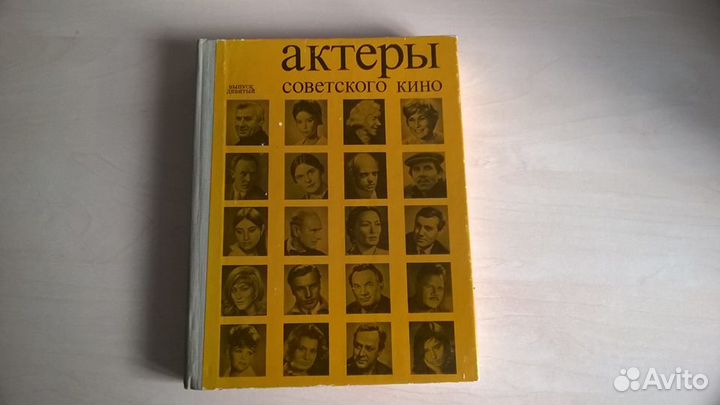 актеры
советского кино
выпуск
девятый
Avito